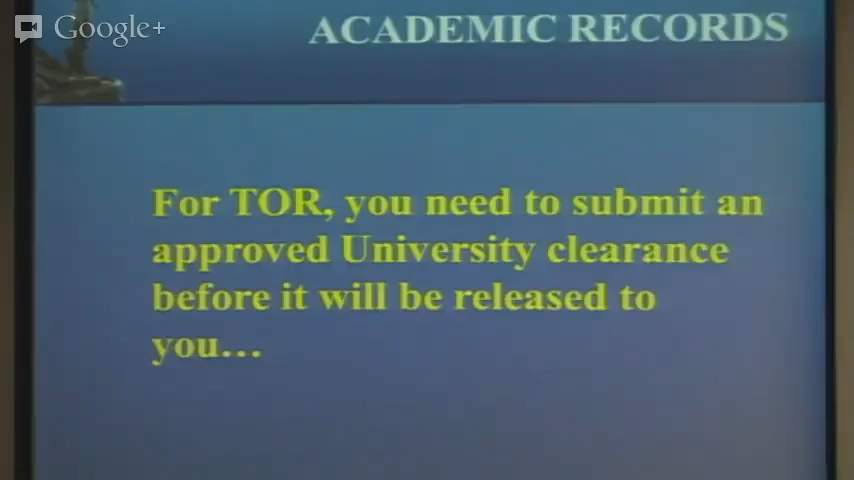 Google+
ACADEMIC RECORDS
For TOR, you need to submit an
approved University clearance
before it will be released to
you…